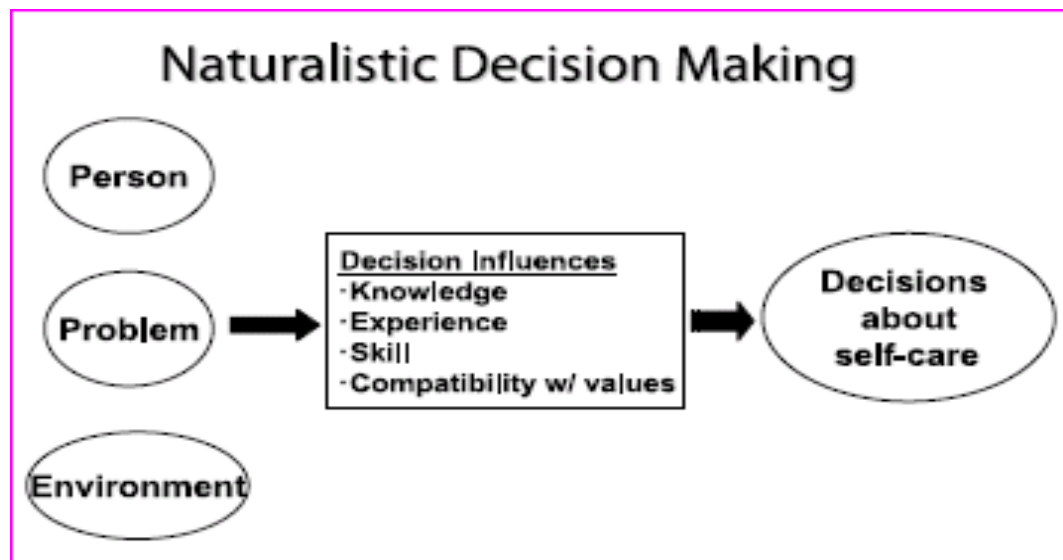 Naturalistic Decision Making
Person
Problem
Environment
Decision Influences
·Knowledge
·Experience
·Skill
·Compatibility w/ values
Decisions
about
self-care